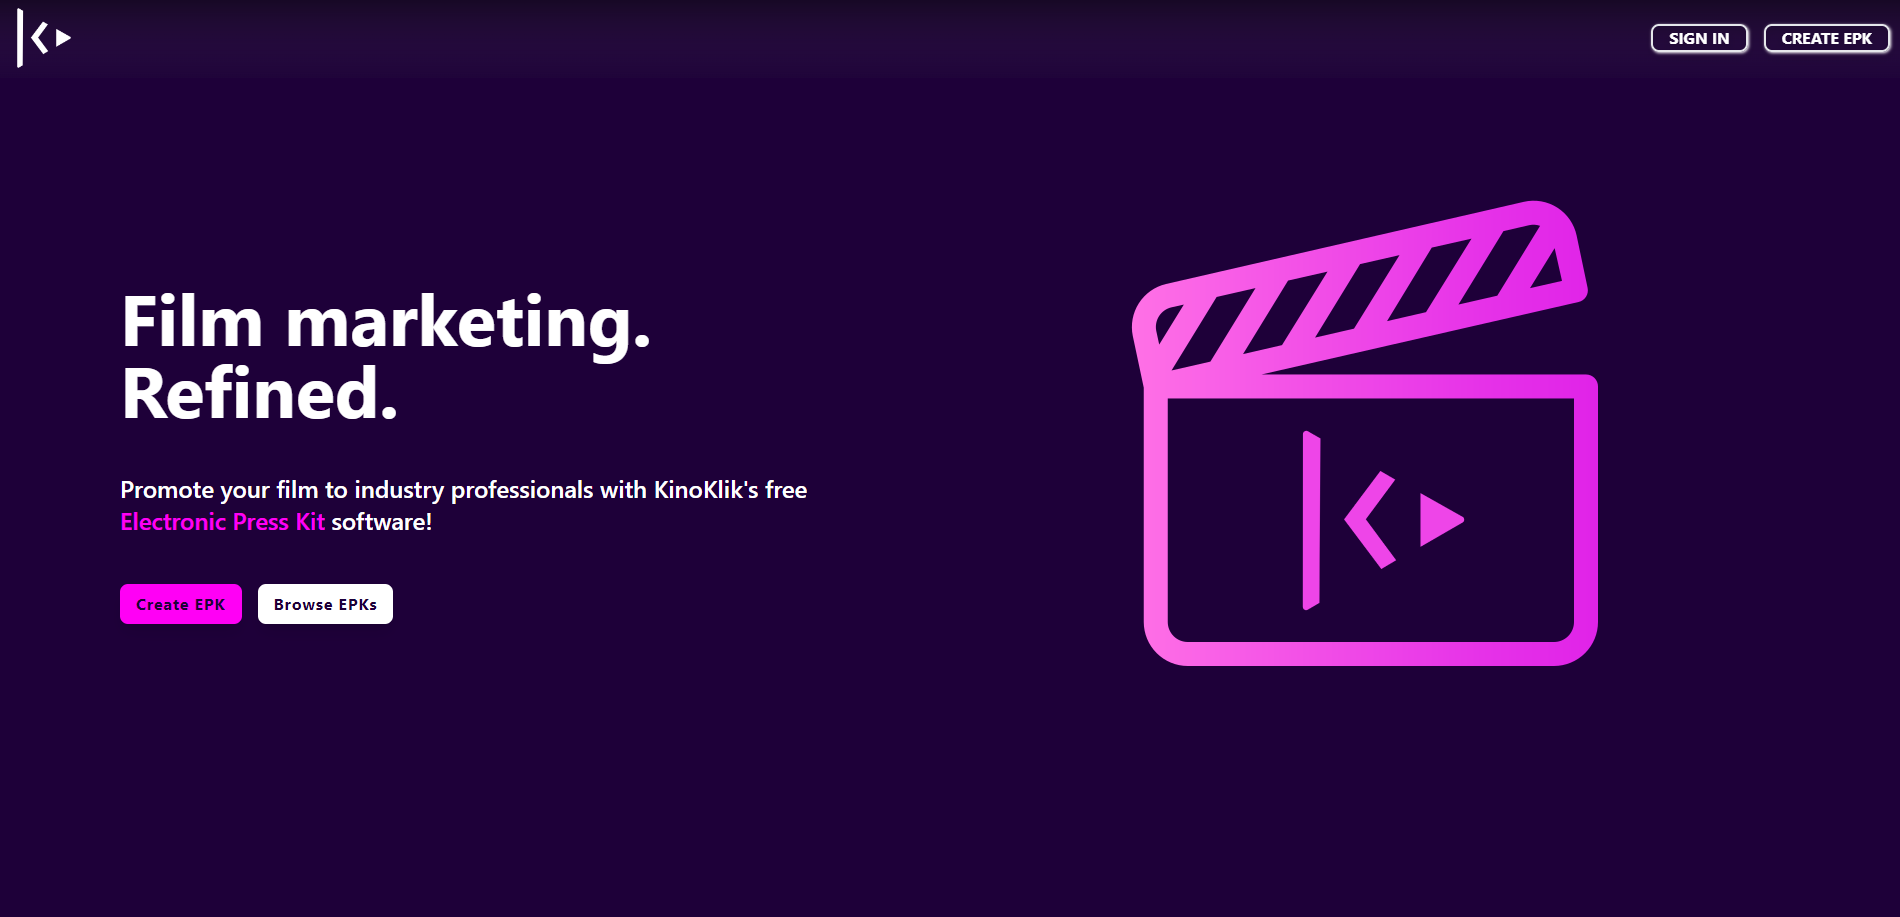 SIGN IN
CREATE EPK
Film marketing.
Refined.
Promote your film to industry professionals with KinoKlik's free
Electronic Press Kit software!
Create EPK
Browse EPKs